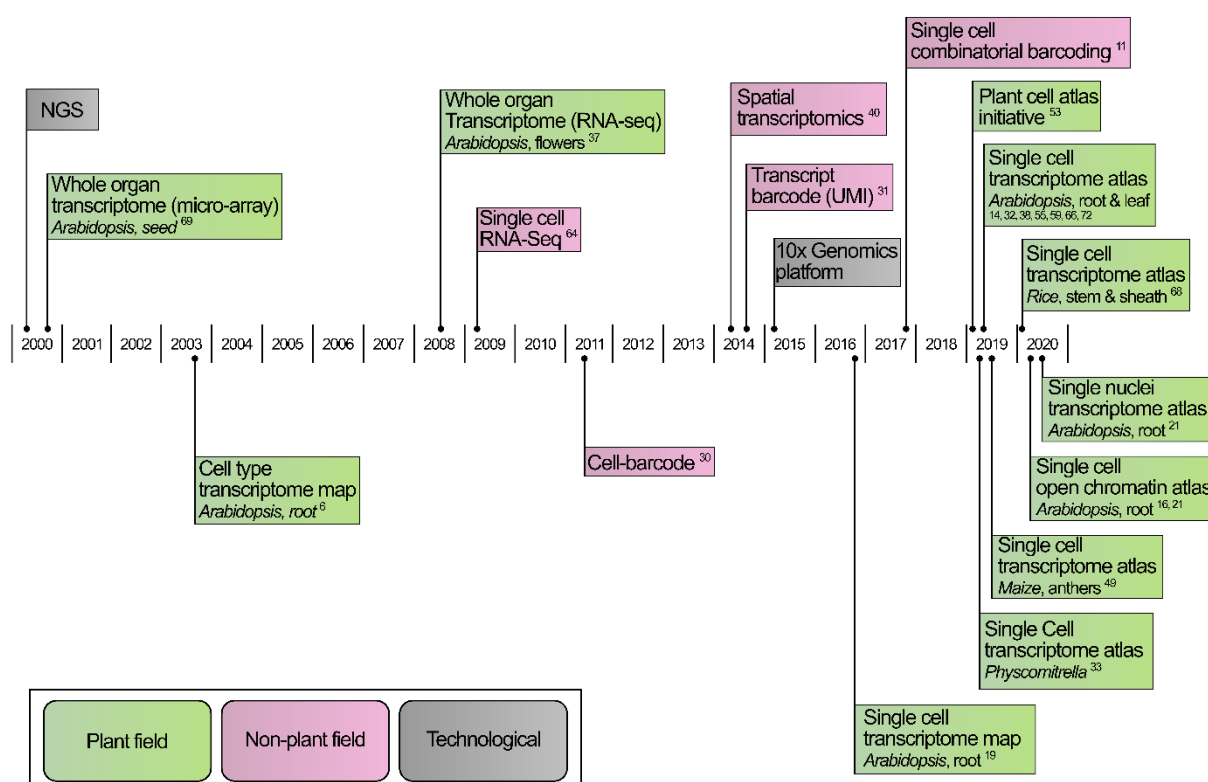 Single cell
combinatorial barcoding 11
NGS
Whole organ
Transcriptome (RNA-seq)
Arabidopsis, flowers 37
Spatial
transcriptomics 40
Plant cell atlas
initiative 53
Single cell
transcriptome atlas
Arabidopsis, root & leaf
14, 32, 38, 55, 59, 66, 72
Whole organ
transcriptome (micro-array)
Arabidopsis, seed 69
Transcript
barcode (UMI) 31
Single cell
RNA-Seq 64
10x Genomics
platform
Single cell
transcriptome atlas
Rice, stem & sheath 68
2000 2001 2002 2003 2004 2005 2006 2007 2008 2009 2010 2011 2012 2013 2014 2015 2016 2017 2018 2019 2020
Single nuclei
transcriptome atlas
Arabidopsis, root 21
Cell type
transcriptome map
Arabidopsis, root 6
Cell-barcode 30
Single cell
open chromatin atlas
Arabidopsis, root 16, 21
Single cell
transcriptome atlas
Maize, anthers 49
Single Cell
transcriptome atlas
Physcomitrella 33
Single cell
transcriptome map
Arabidopsis, root 19
Plant field
Non-plant field
Technological